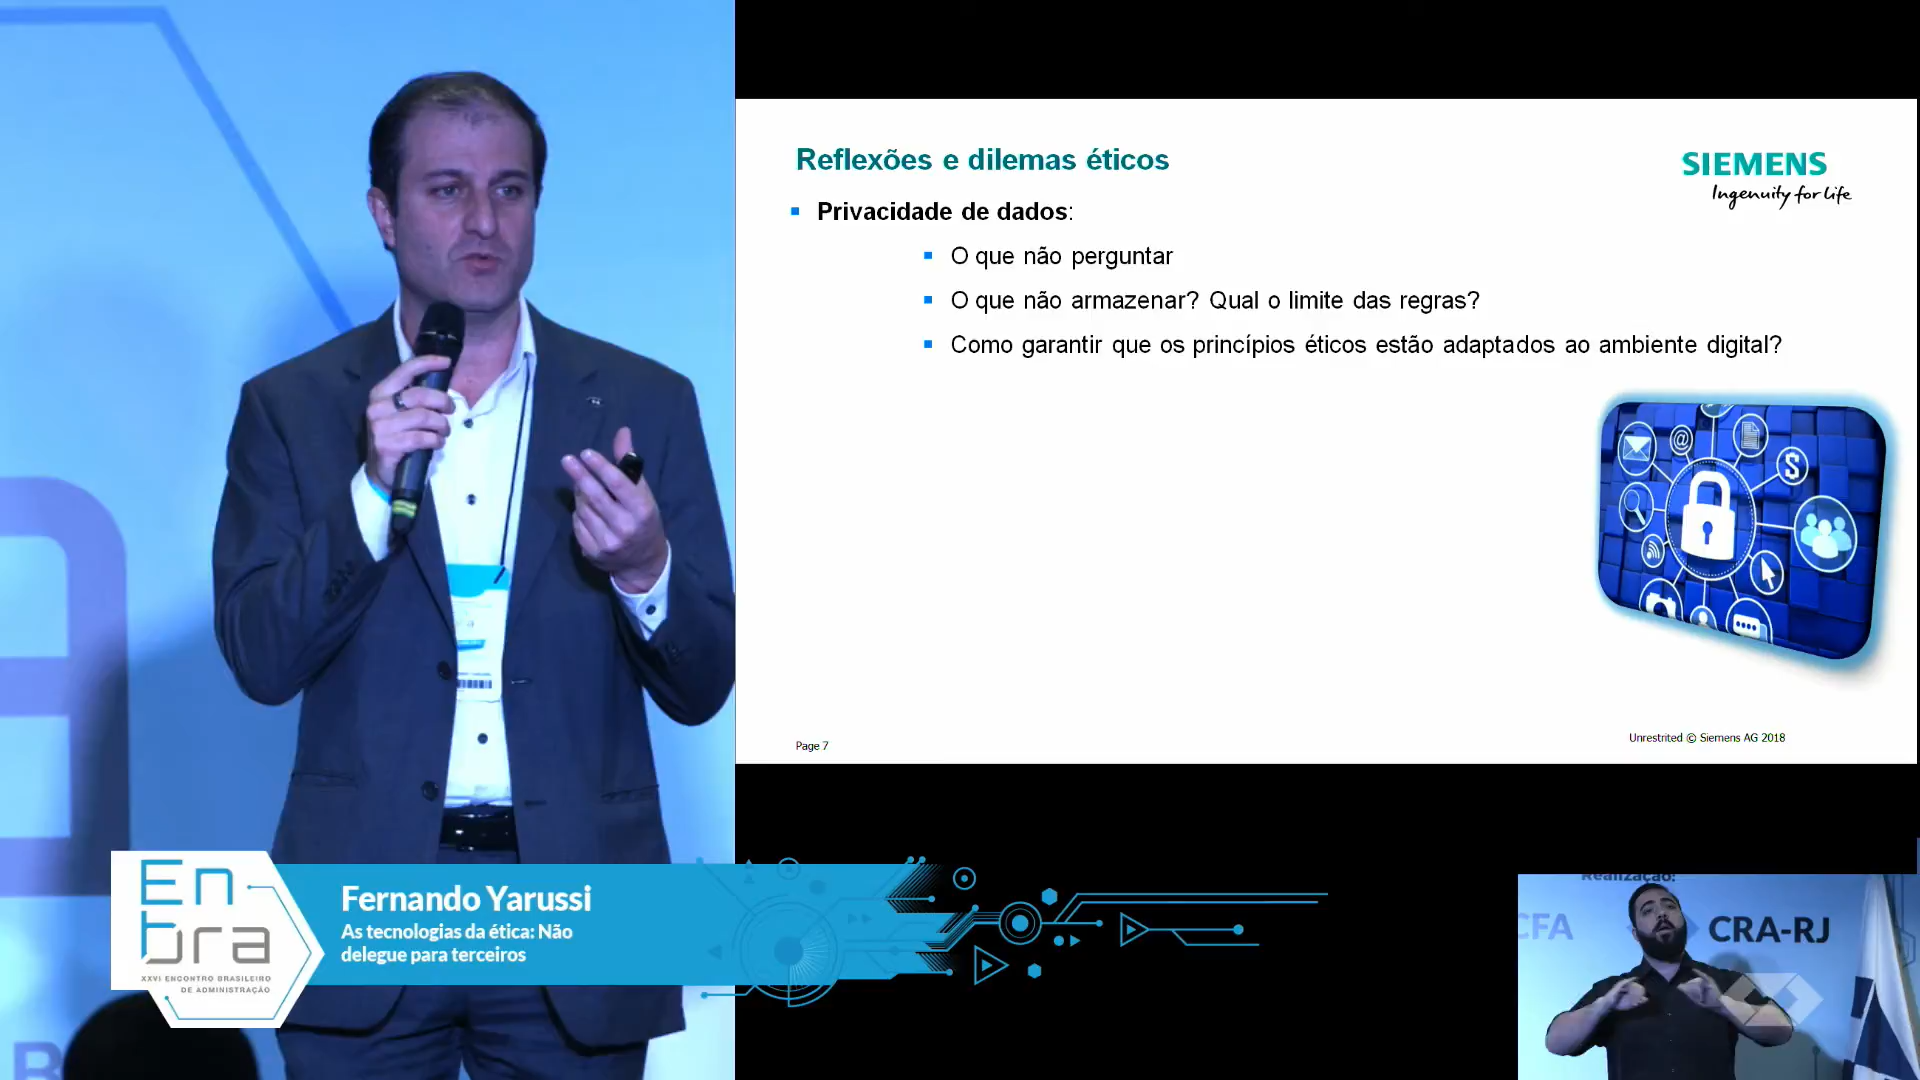 Reflexões e dilemas éticos
SIEMENS
Ingenuity for life
Privacidade de dados:
O que não perguntar
O que não armazenar? Qual o limite das regras?
Como garantir que os princípios éticos estão adaptados ao ambiente digital?
@
$
Page 7
Unrestrited © Siemens AG 2018
En
bra
XXVI ENCONTRO BRASILEIRO
DE ADMINISTRAÇÃO
Fernando Yarussi
As tecnologias da ética: Não
delegue para terceiros
Realização:
CFA
CRA-RJ
B